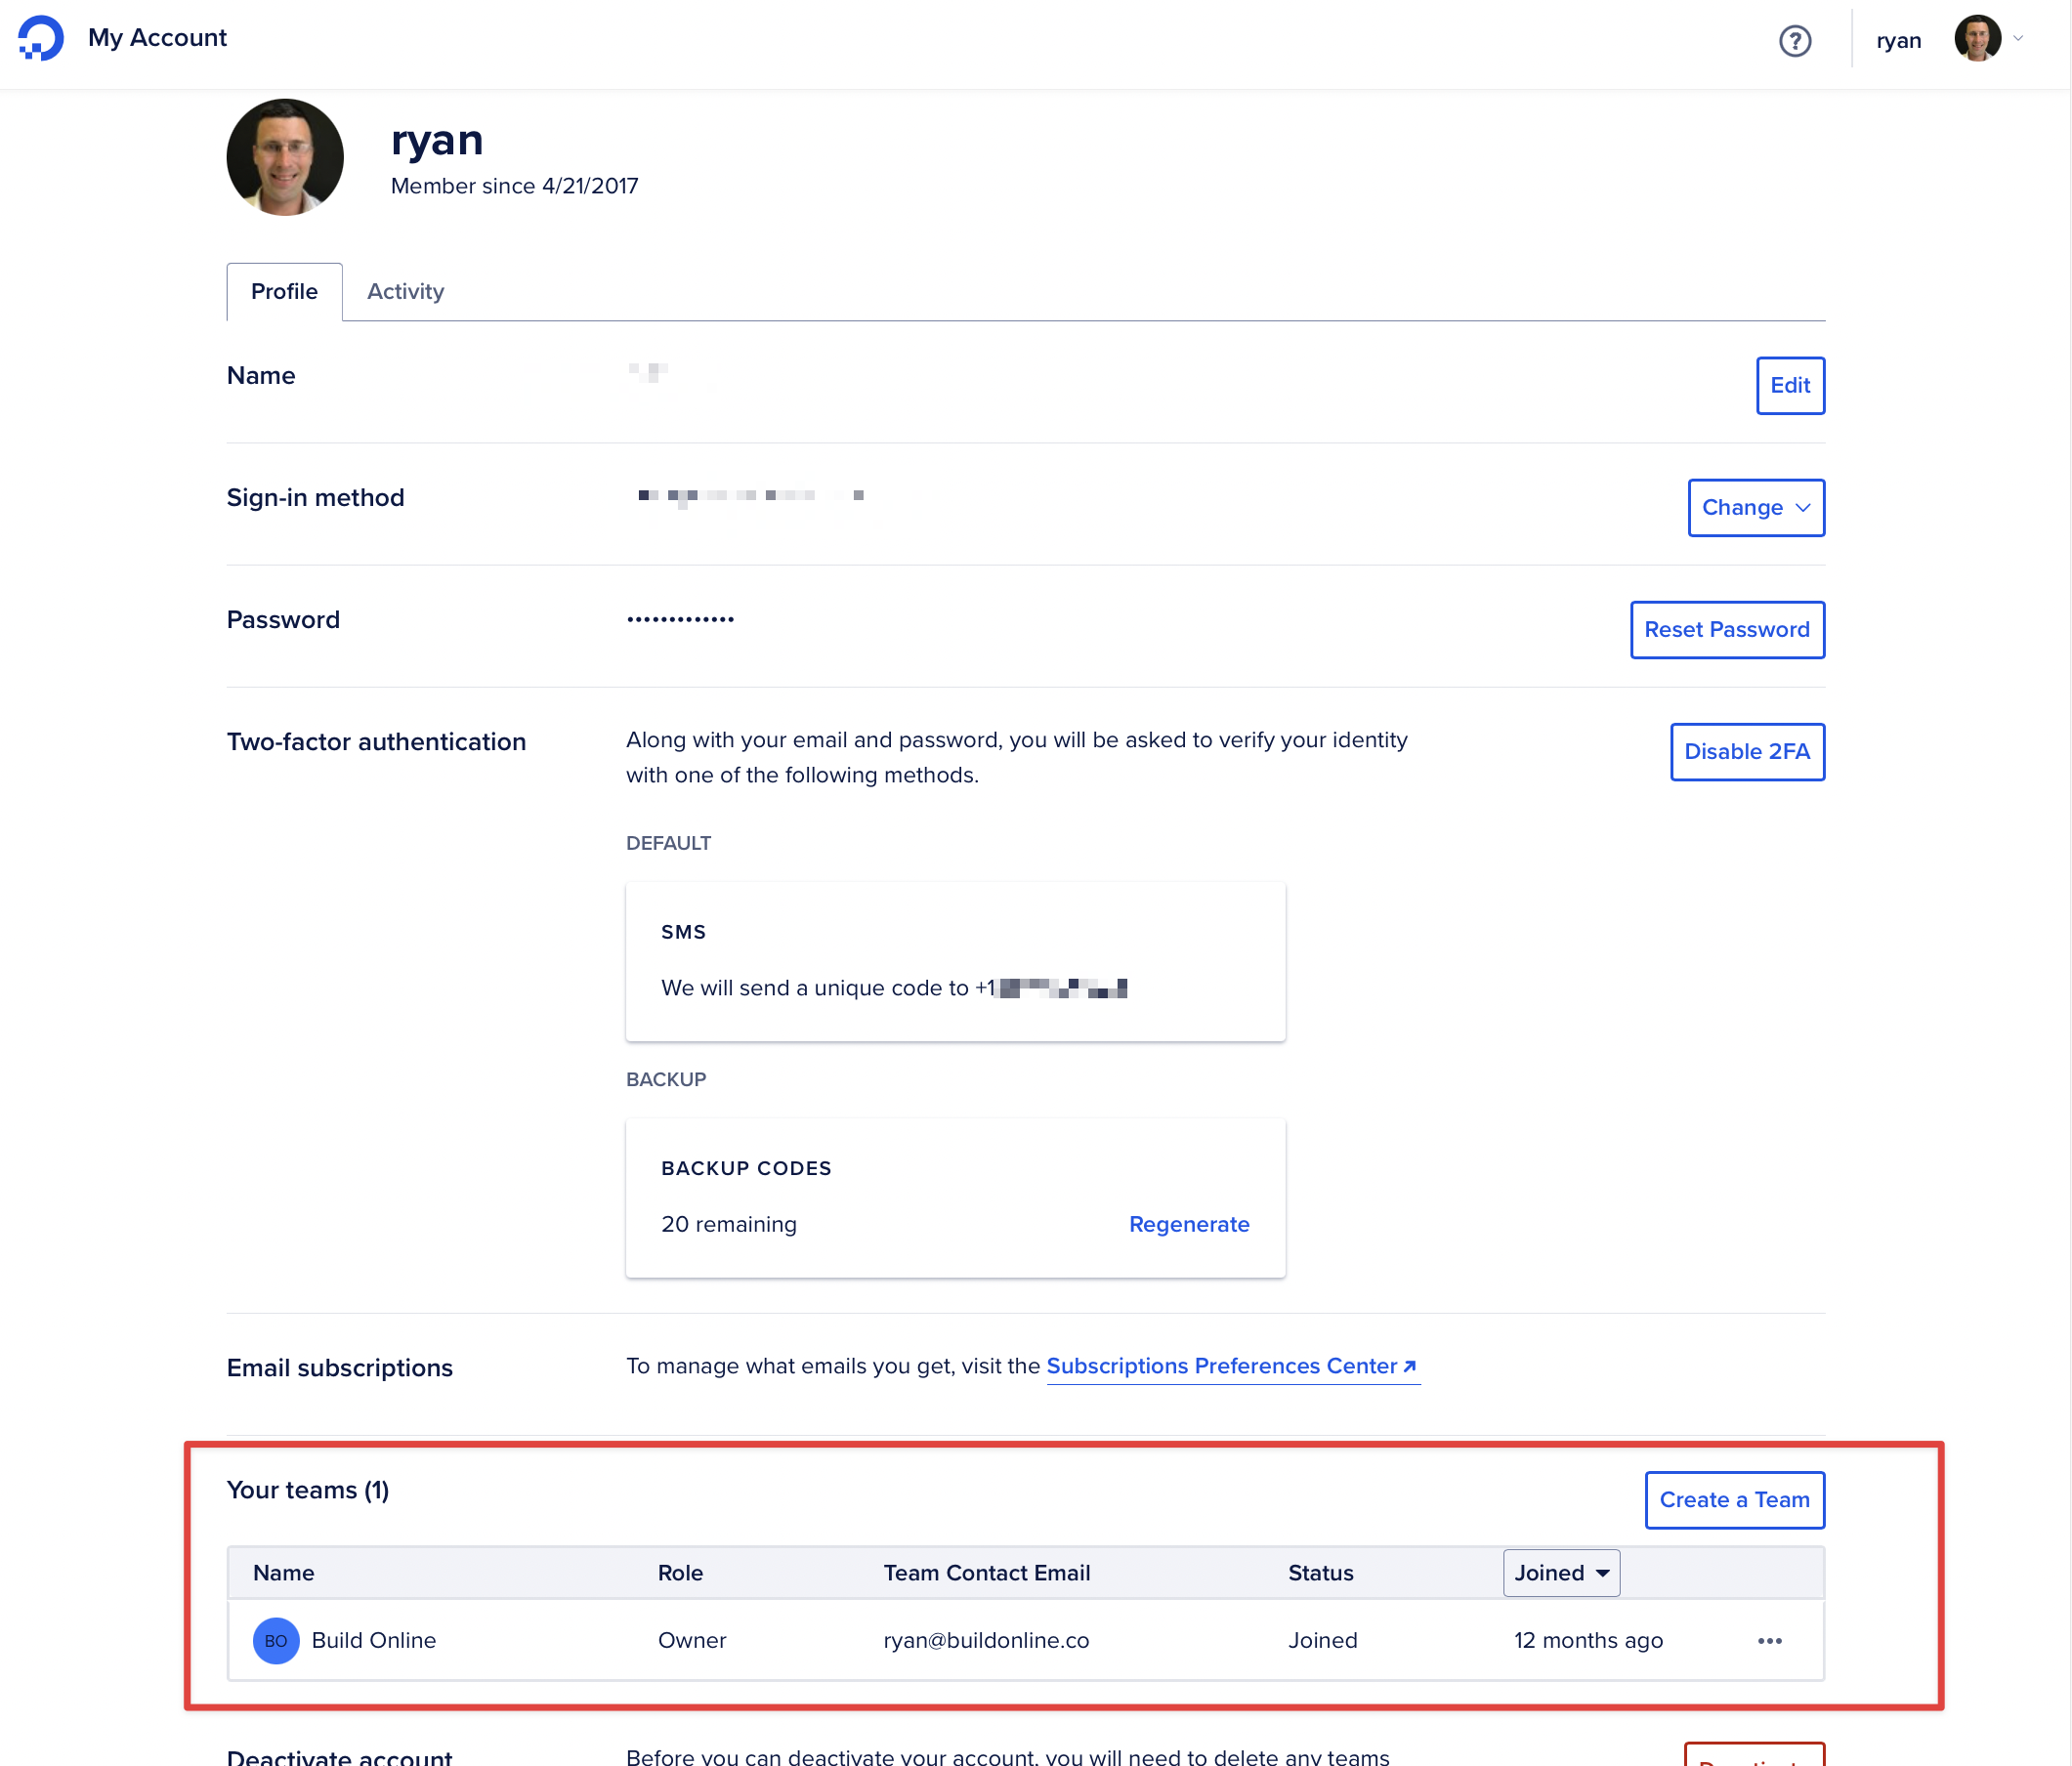 My Account
ryan
ryan
Member since 4/21/2017
Profile
Activity
Name
Edit
Sign-in method
Change
Password
•••••••••••••
Reset Password
Two-factor authentication
Along with your email and password, you will be asked to verify your identity
with one of the following methods.
Disable 2FA
DEFAULT
SMS
We will send a unique code to +1
BACKUP
BACKUP CODES
20 remaining
Regenerate
Email subscriptions
To manage what emails you get, visit the Subscriptions Preferences Center
Your teams (1)
Create a Team
Name Role Team Contact Email Status Joined
BO Build Online Owner ryan@buildonline.co Joined 12 months ago
Deactivate account
Before you can deactivate your account, you will need to delete any teams
Deactivate